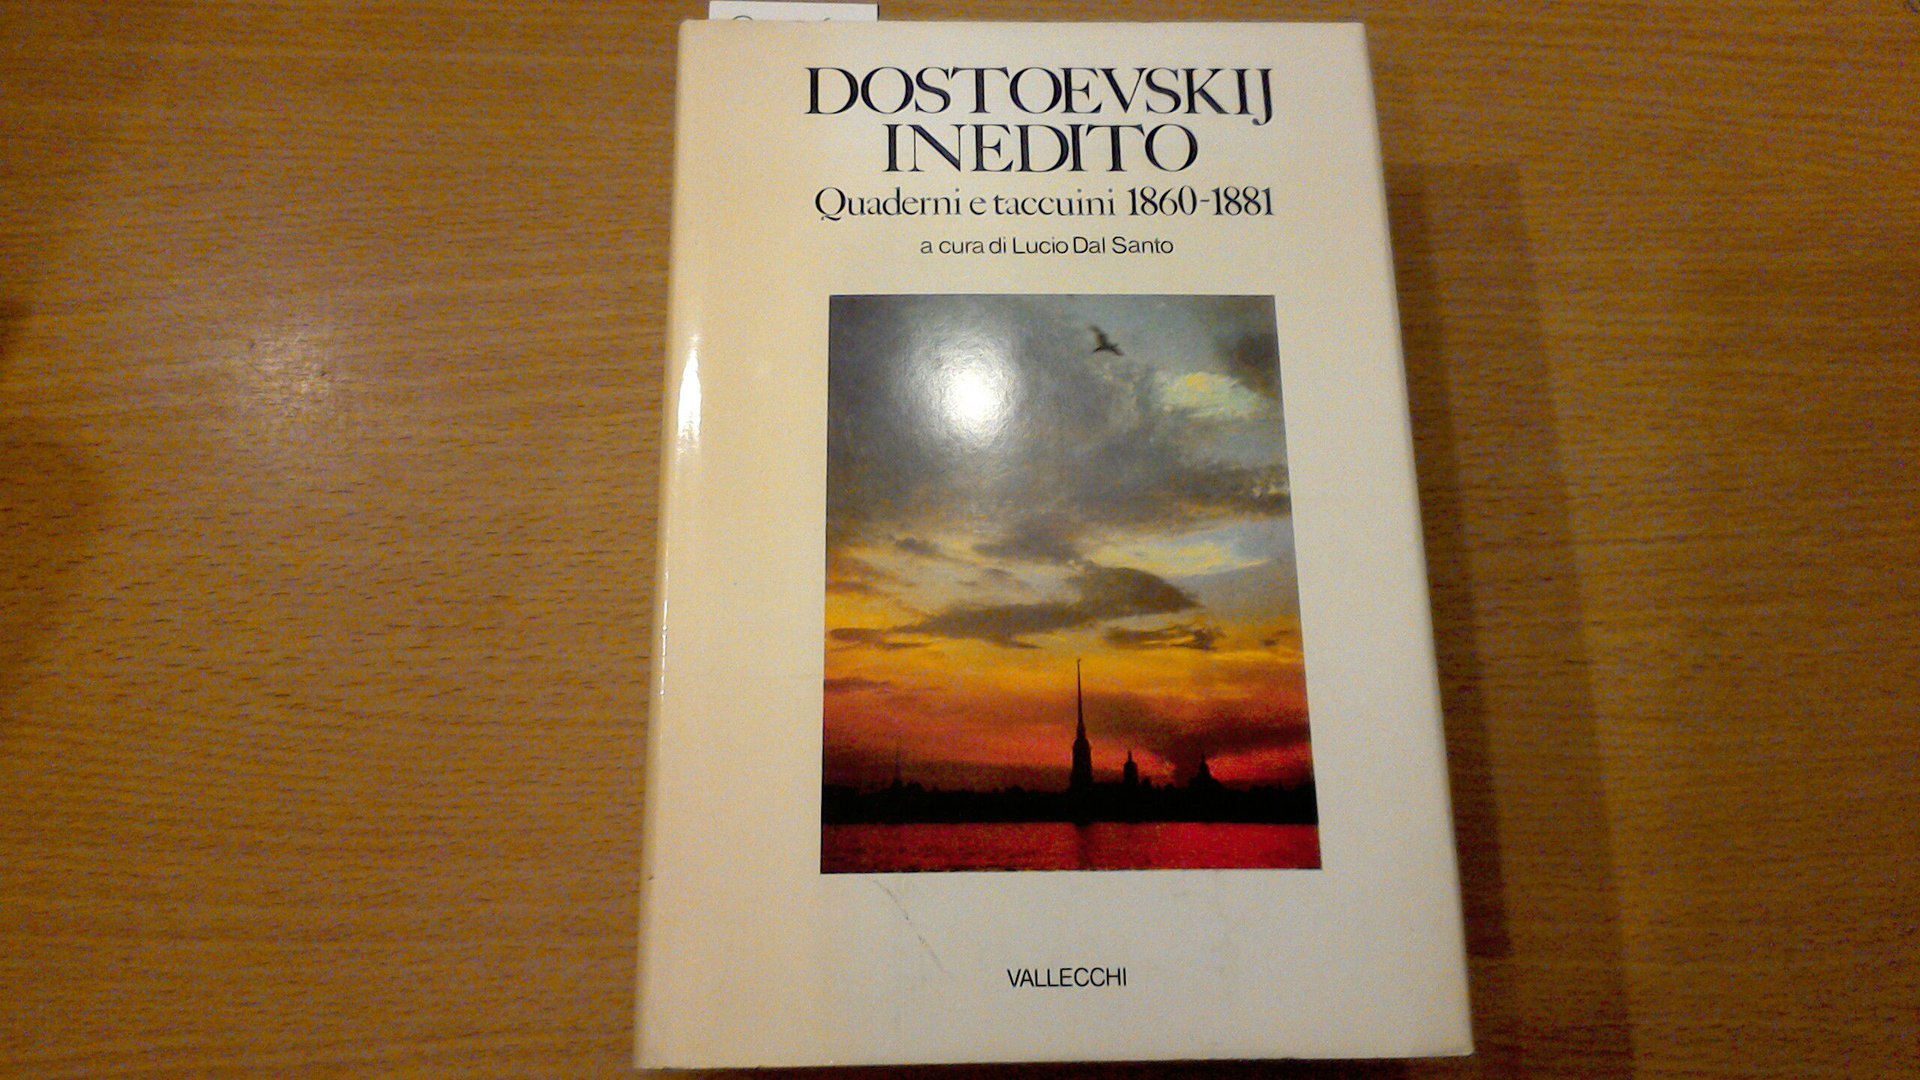 DOSTOEVSKIJ
INEDITO
Quaderni e taccuini 1860-1881
a cura di Lucio Dal Santo
VALLECCHI